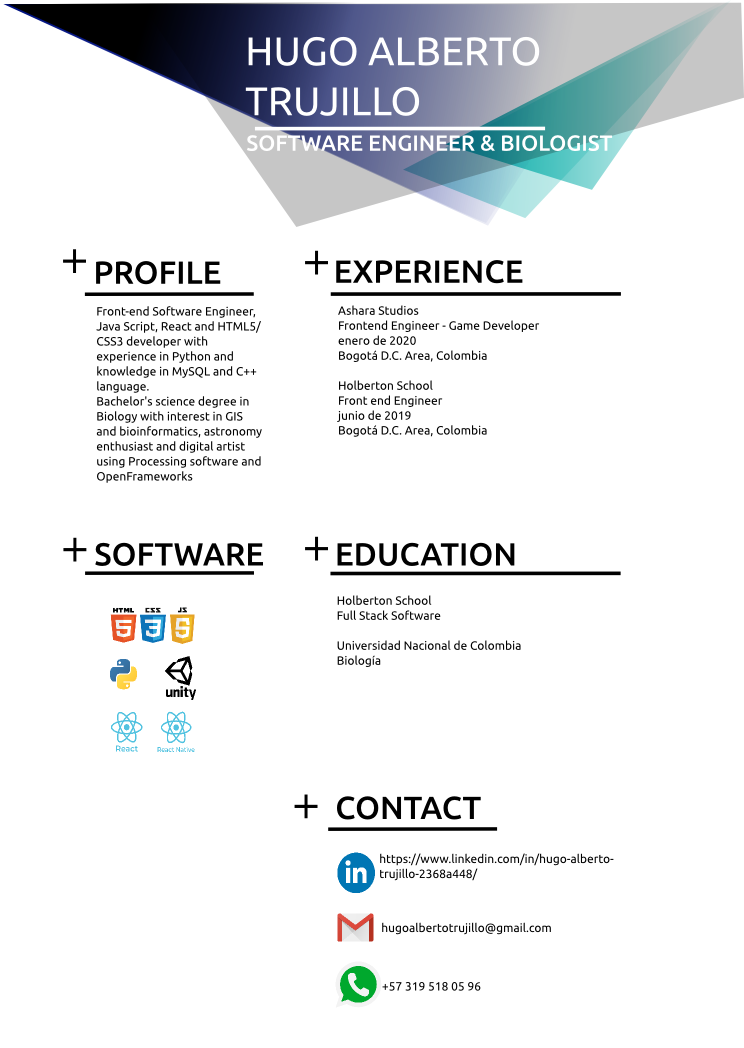 HUGO ALBERTO
TRUJILLO
SOFTWARE ENGINEER & BIOLOGIST
+ PROFILE
Front-end Software Engineer,
Java Script, React and HTML5/
CSS3 developer with
experience in Python and
knowledge in MySQL and C++
language.
Bachelor's science degree in
Biology with interest in GIS
and bioinformatics, astronomy
enthusiast and digital artist
using Processing software and
OpenFrameworks
+ EXPERIENCE
Ashara Studios
Frontend Engineer - Game Developer
enero de 2020
Bogotá D.C. Area, Colombia
Holberton School
Front end Engineer
junio de 2019
Bogotá D.C. Area, Colombia
+ SOFTWARE
HTML CSS JS
5 3 5
unity
React React Native
+ EDUCATION
Holberton School
Full Stack Software
Universidad Nacional de Colombia
Biología
+ CONTACT
in
https://www.linkedin.com/in/hugo-alberto-
trujillo-2368a448/
hugoalbertotrujillo@gmail.com
+57 319 518 05 96